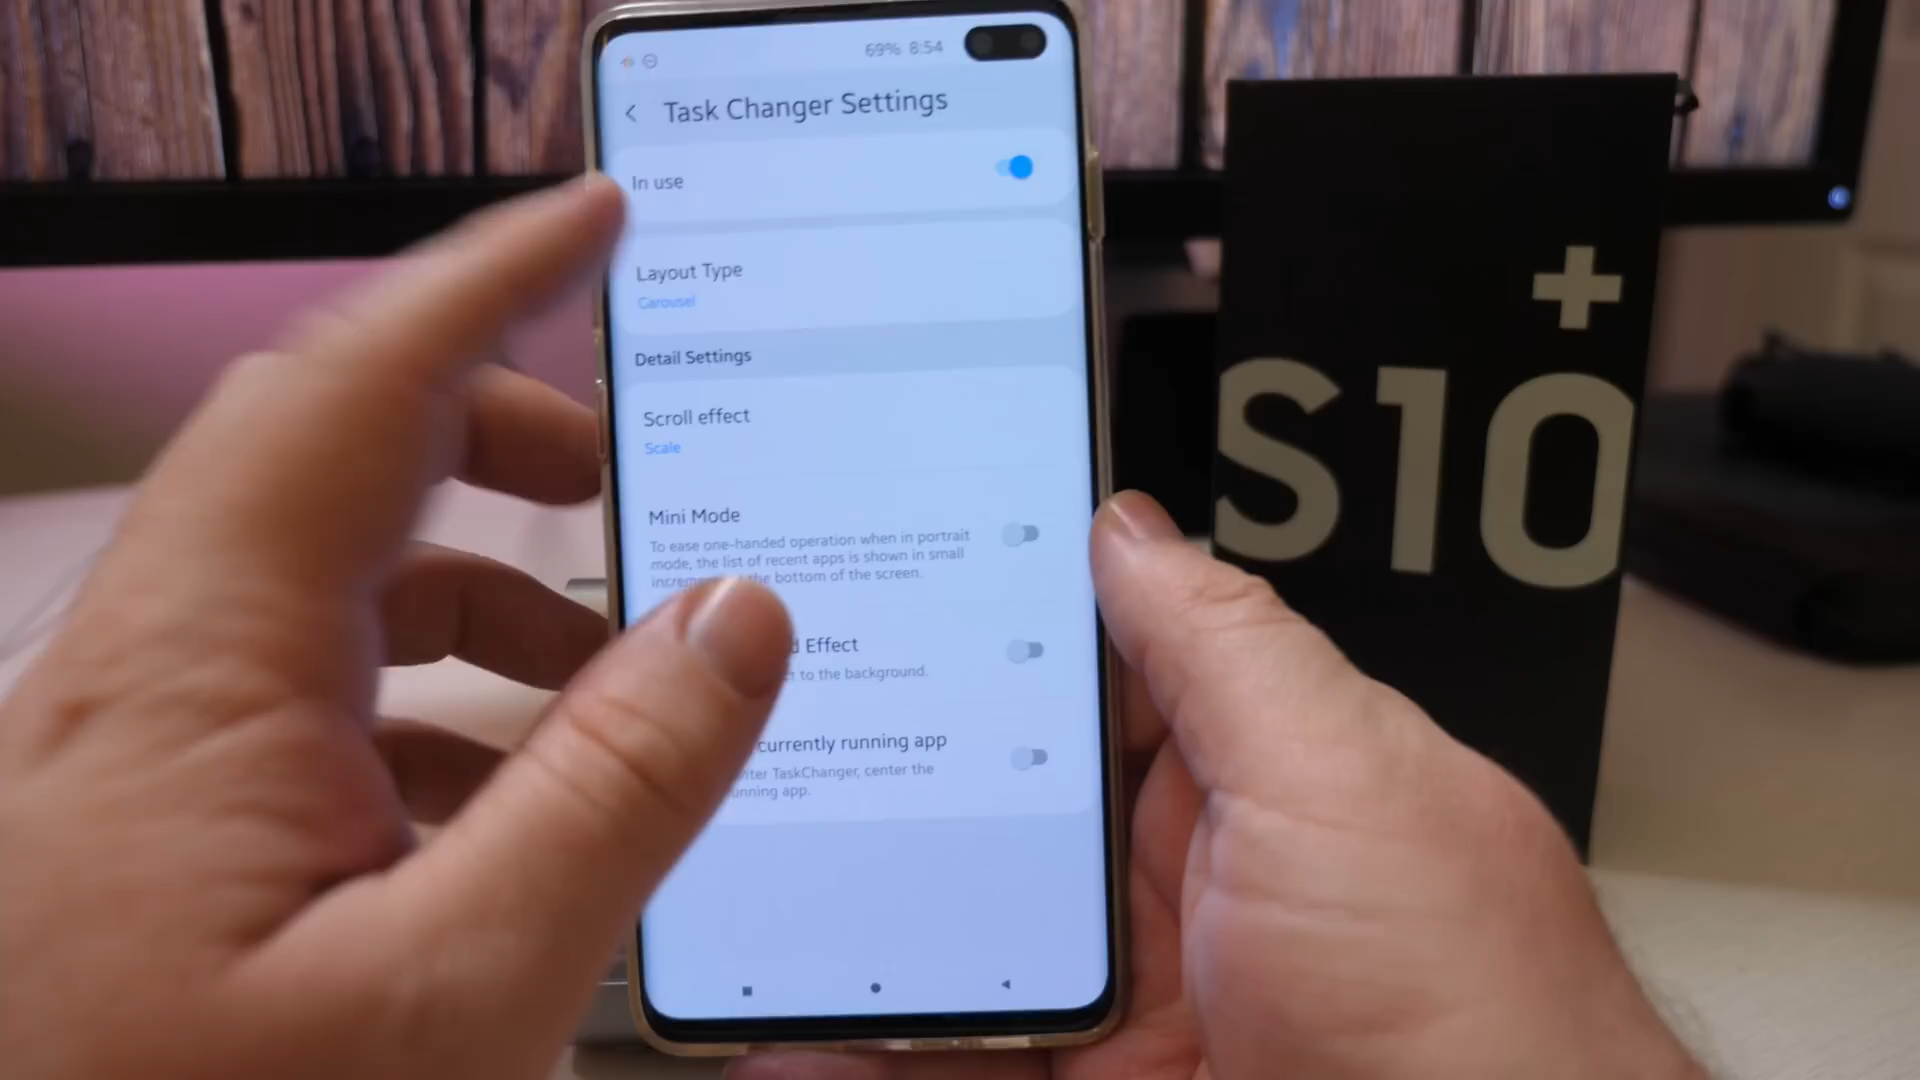 69% 8:54
Task Changer Settings
In use
Layout Type
Carousel
Detail Settings
Scroll effect
Scale
Mini Mode
To ease one-handed operation when in portrait
mode, the list of recent apps is shown in small
the bottom of the screen.
Effect
to the background.
currently running app
TaskChanger, center the
app.
+
S10